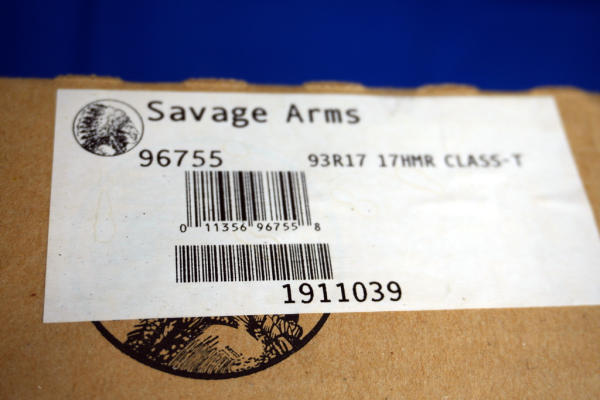 Savage Arms
96755 93R17 17HMR CLASS-T
0 11356 96755 8
1911039